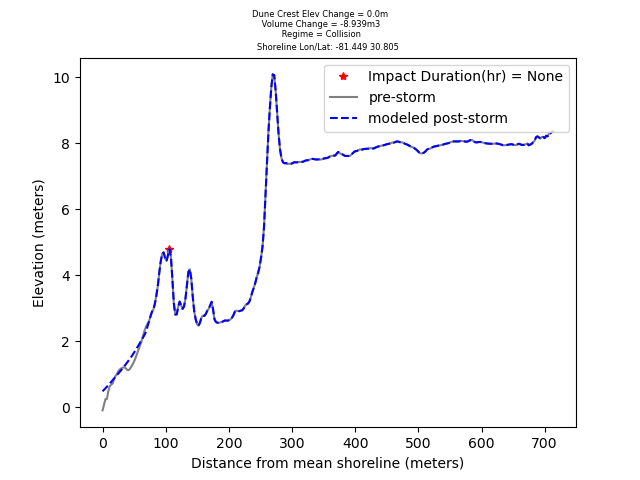 Dune Crest Elev Change = 0.0m
Volume Change = -8.939m3
Regime = Collision
Shoreline Lon/Lat: -81.449 30.805
Impact Duration(hr) = None
pre-storm
modeled post-storm
Elevation (meters)
10
8
6
4
2
0
0 100 200 300 400 500 600 700
Distance from mean shoreline (meters)